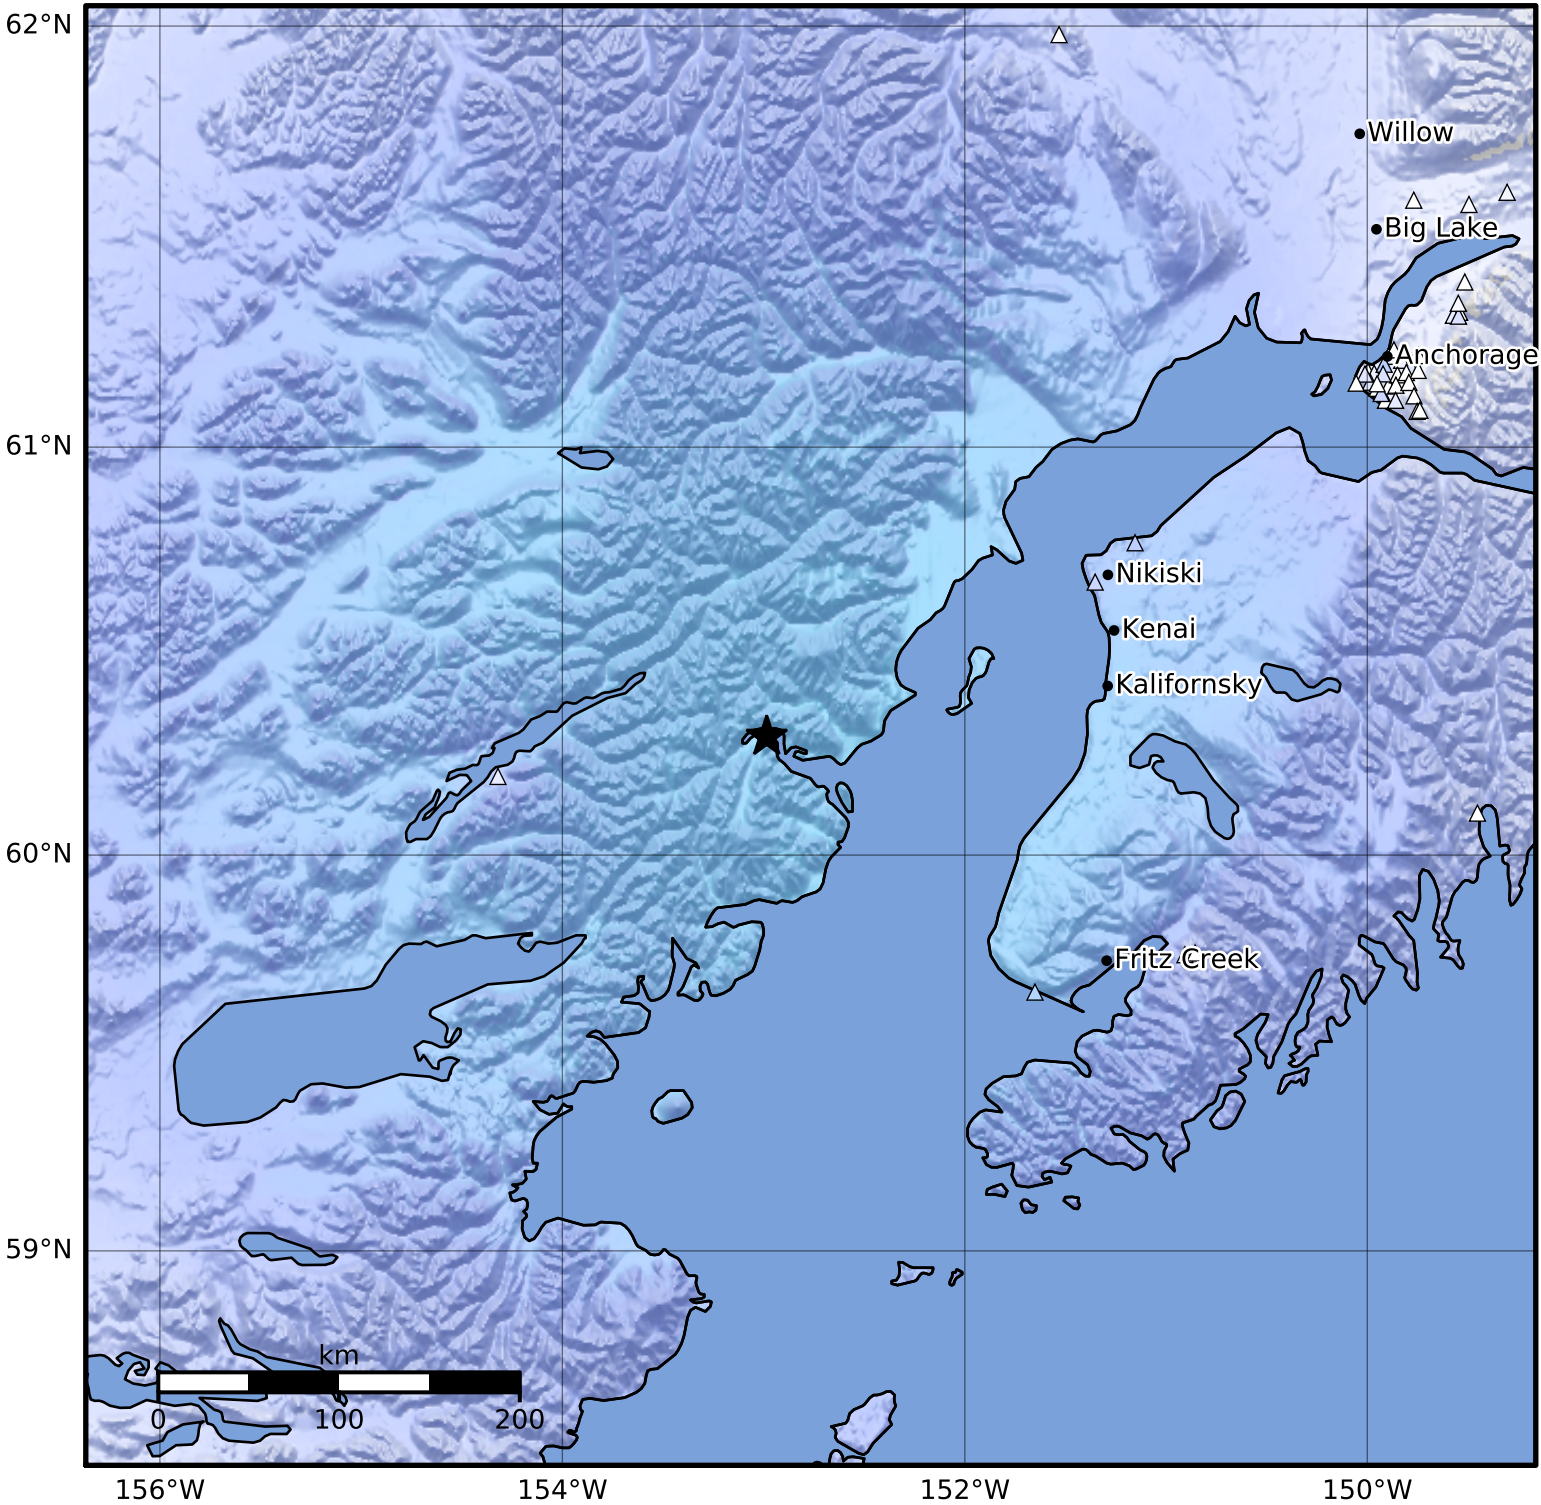 62°N
Willow
Big Lake
Anchorage
61°N
Nikiski
Kenai
Kalifornsky
60°N
Fritz Creek
59°N
km
0 100 200
156°W 154°W 152°W 150°W